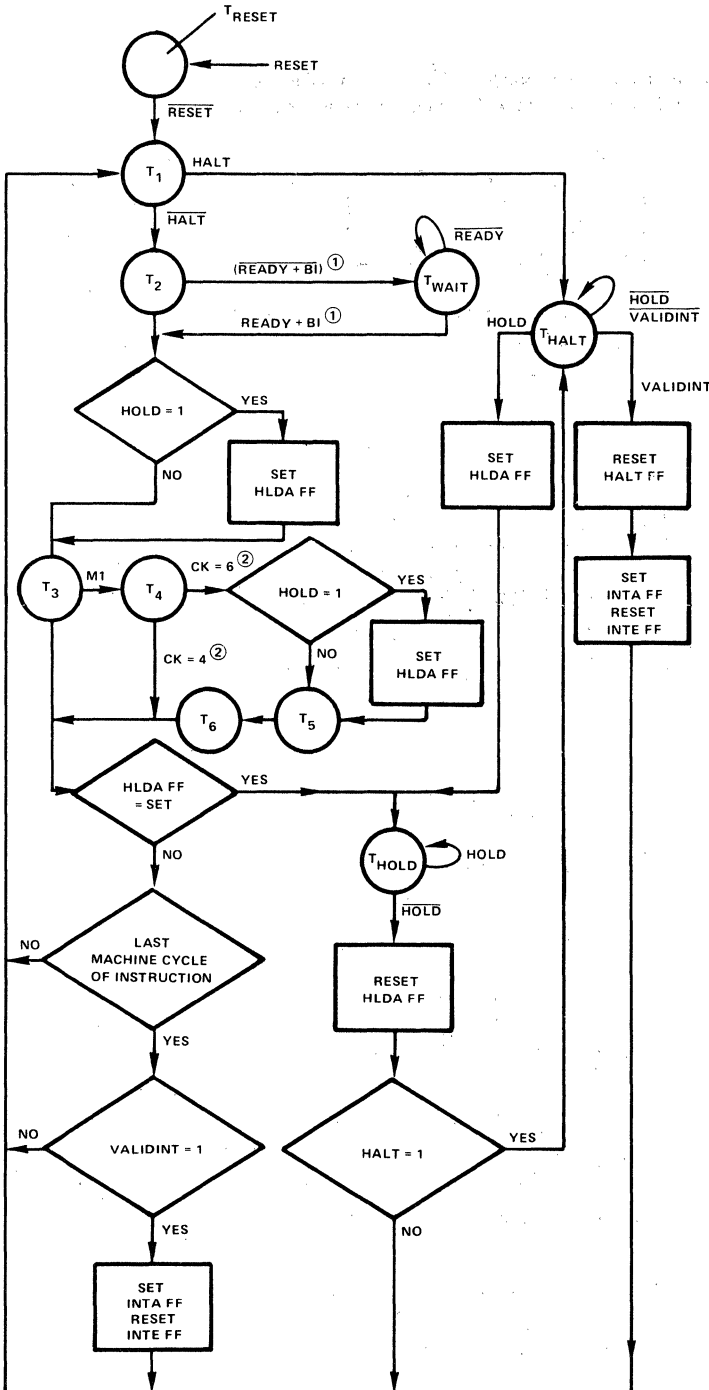 T RESET
RESET
RESET
T1
HALT
HALT
T2
(READY + BI) ①
READY
T WAIT
READY + BI ①
HOLD
VALIDINT
HOLD
T HALT
VALIDINT
HOLD = 1
YES
NO
SET
HLDA FF
SET
HLDA FF
RESET
HALT FF
T3
M1
T4
CK = 6 ②
HOLD = 1
YES
NO
CK = 4 ②
SET
HLDA FF
SET
INTA FF
RESET
INTE FF
T6
T5
HLDA FF
= SET
YES
NO
T HOLD
HOLD
HOLD
NO
LAST
MACHINE CYCLE
OF INSTRUCTION
YES
RESET
HLDA FF
NO
VALIDINT = 1
YES
HALT = 1
YES
NO
SET
INTA FF
RESET
INTE FF